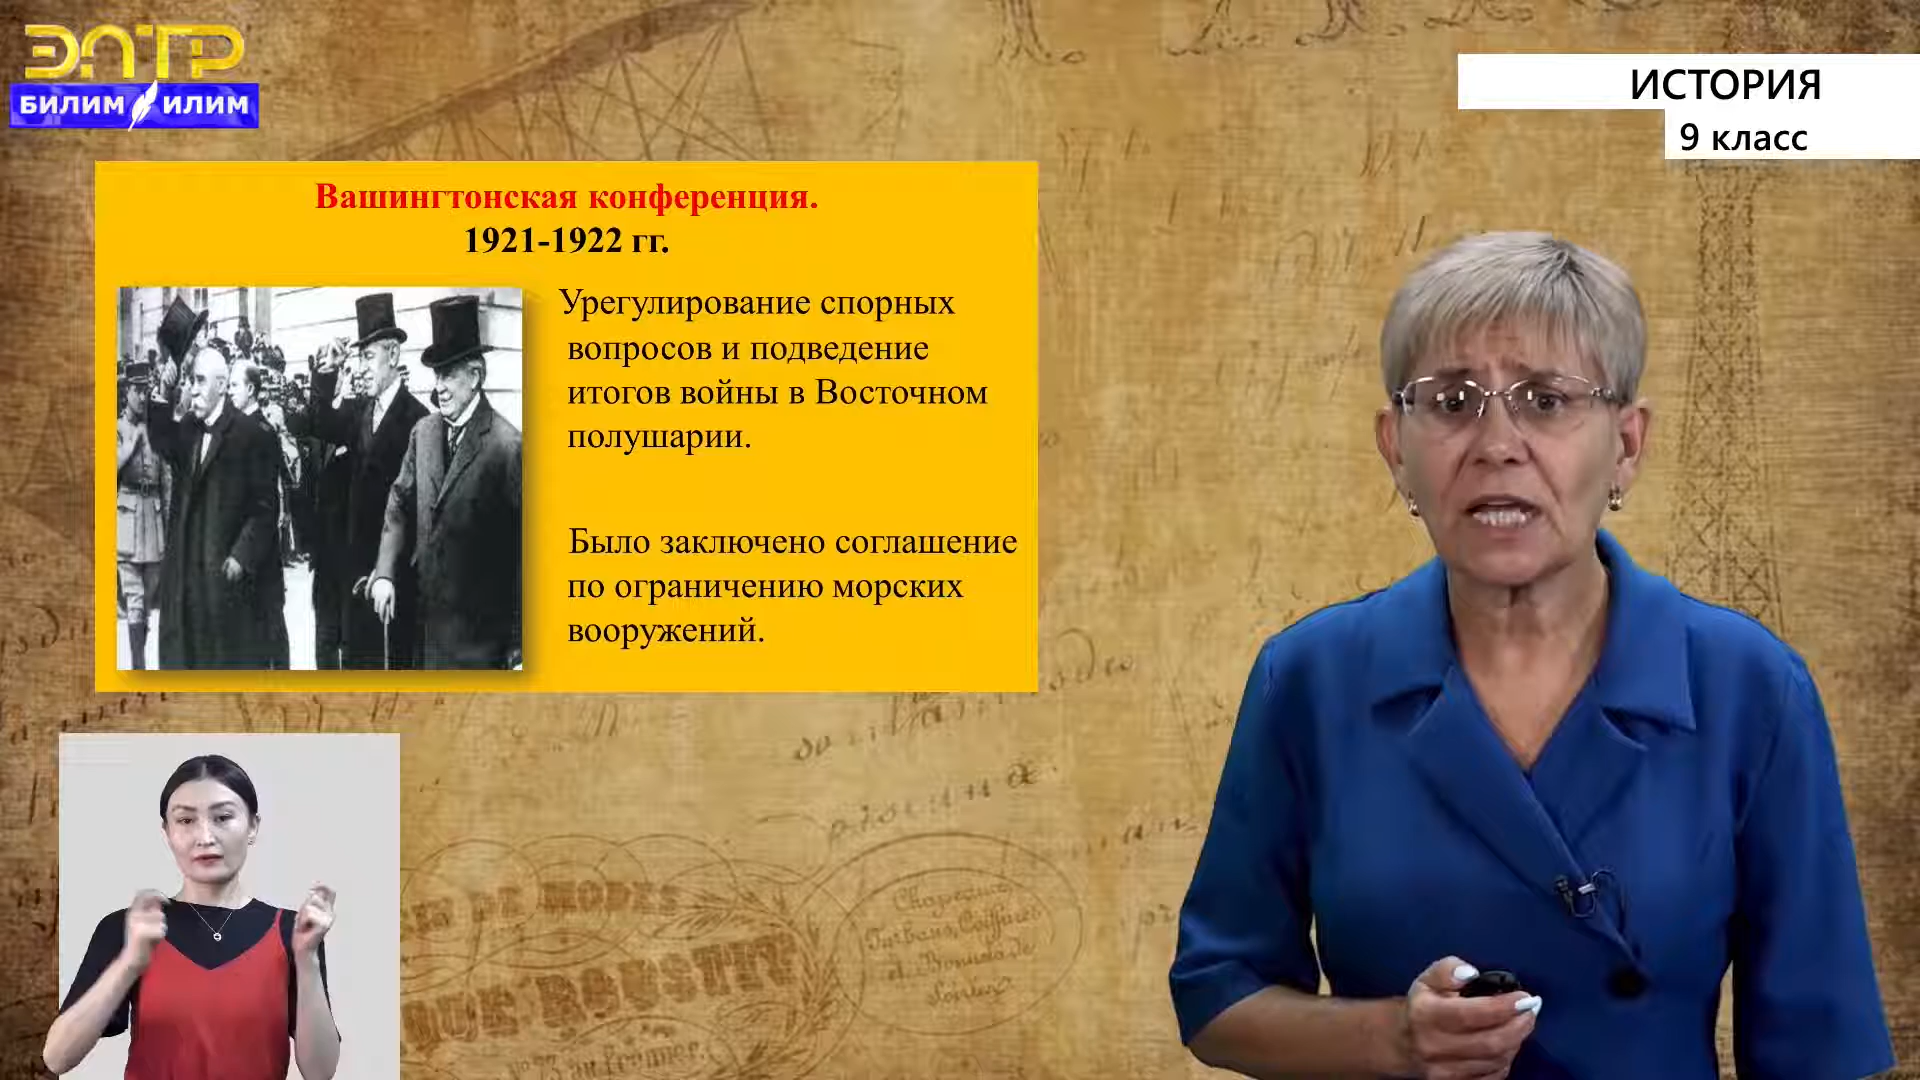 ЭЛТР
БИЛИМ ИЛИМ
ИСТОРИЯ
9 класс
Вашингтонская конференция.
1921-1922 гг.
Урегулирование спорных
вопросов и подведение
итогов войны в Восточном
полушарии.
Было заключено соглашение
по ограничению морских
вооружений.